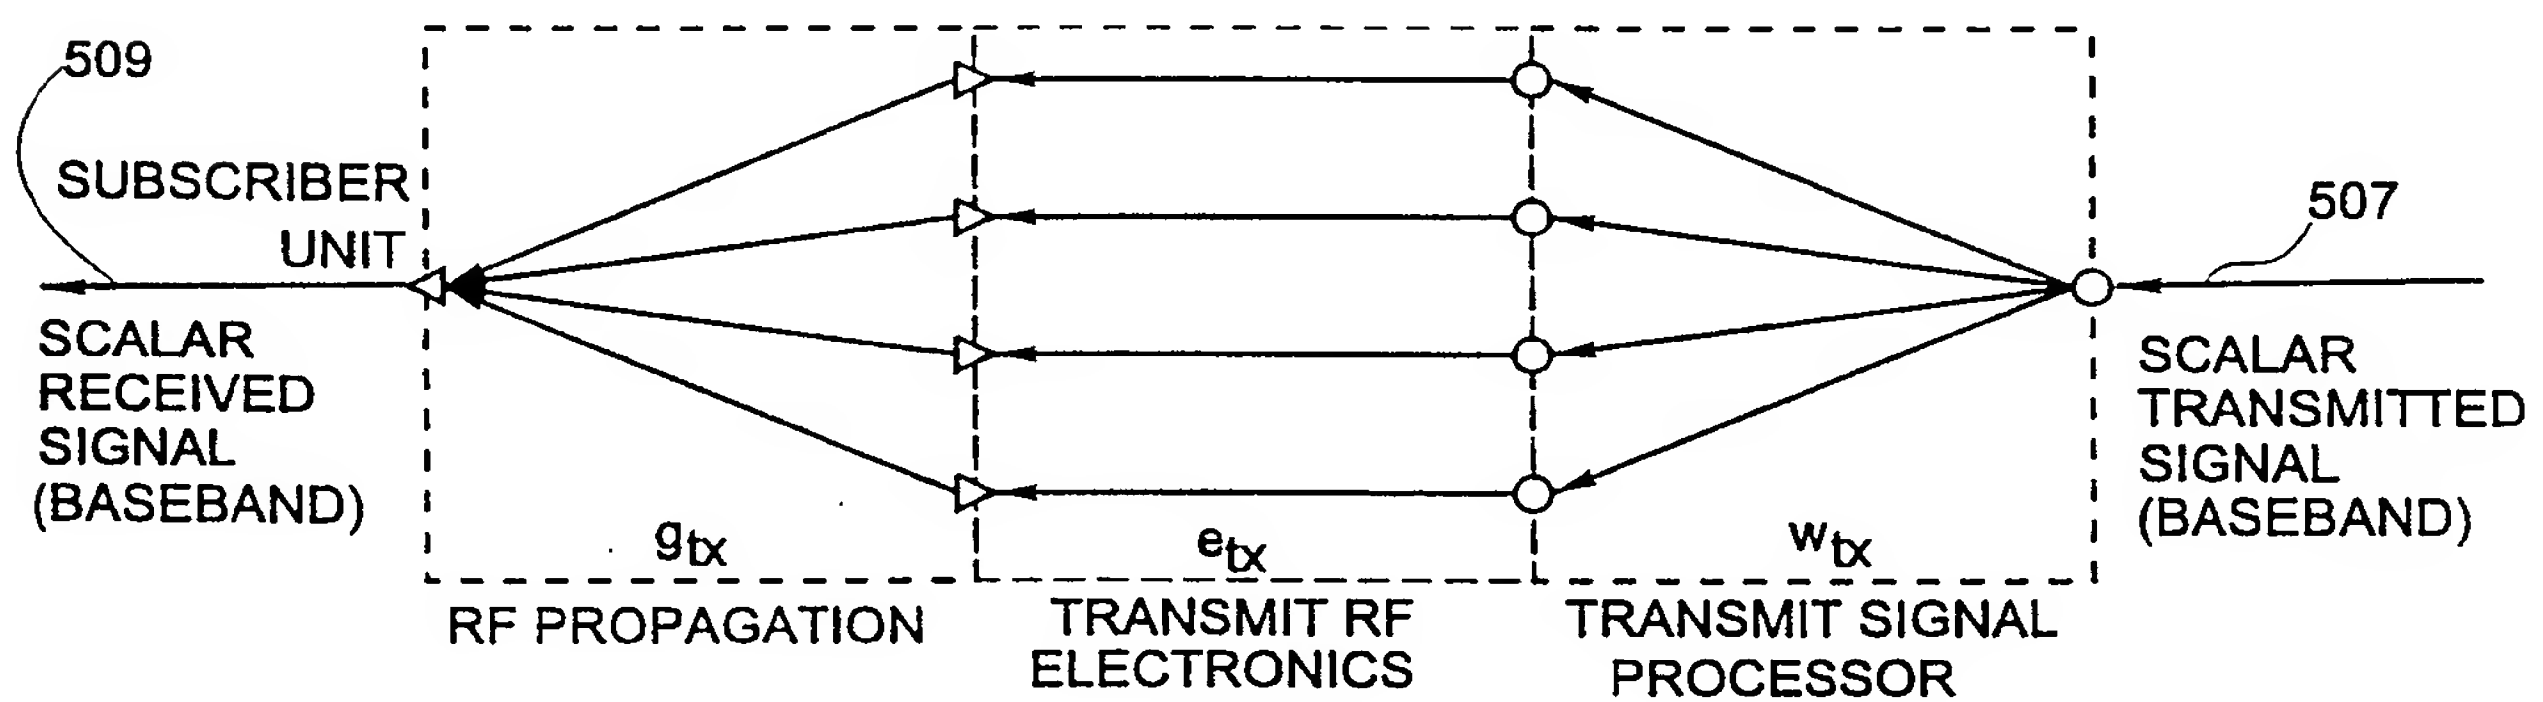 509
SUBSCRIBER
UNIT
SCALAR
RECEIVED
SIGNAL
(BASEBAND)
507
SCALAR
TRANSMITTED
SIGNAL
(BASEBAND)
gtx
etx
wtx
RF PROPAGATION
TRANSMIT RF
ELECTRONICS
TRANSMIT SIGNAL
PROCESSOR